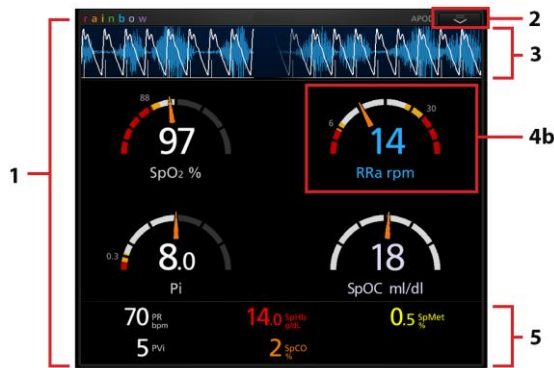 rainbow APOD 2
3
88
97
SpO₂ %
6 30
14
RRa rpm
4b
1
0.3
8.0
Pi
18
SpOC ml/dl
70 PR bpm 14.0 SpHb g/dL 0.5 SpMet %
5 PVi 2 SpCO %
5